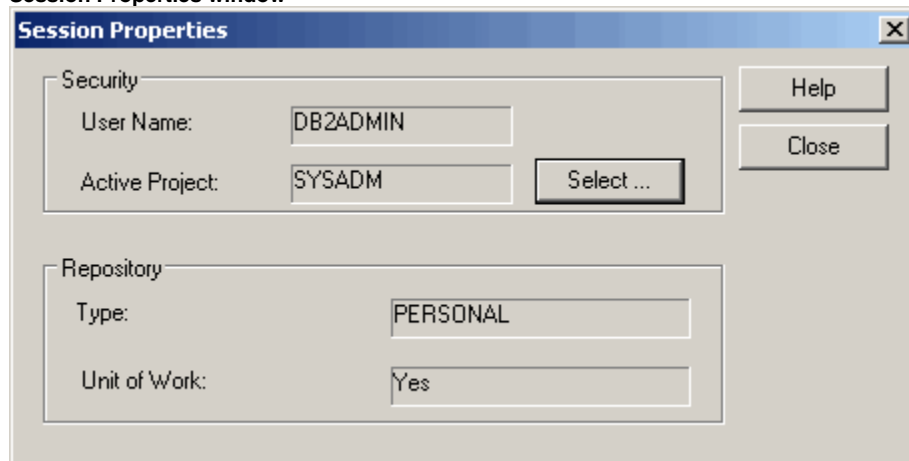 Session Properties window
Session Properties
Security
User Name: DB2ADMIN
Active Project: SYSADM Select ...
Help
Close
Repository
Type: PERSONAL
Unit of Work: Yes